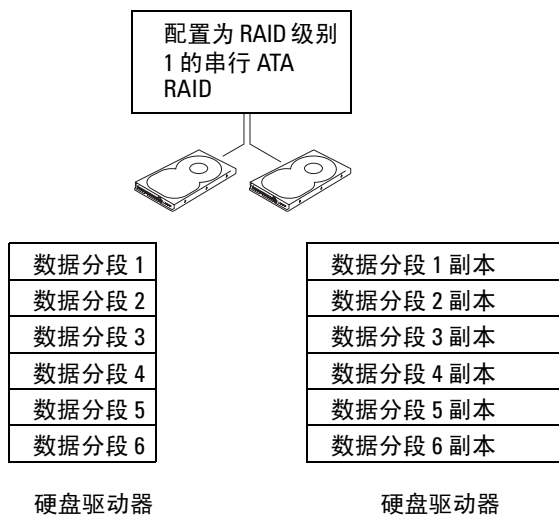 配置为 RAID 级别
1 的串行 ATA
RAID
数据分段 1
数据分段 1 副本
数据分段 2
数据分段 2 副本
数据分段 3
数据分段 3 副本
数据分段 4
数据分段 4 副本
数据分段 5
数据分段 5 副本
数据分段 6
数据分段 6 副本
硬盘驱动器
硬盘驱动器